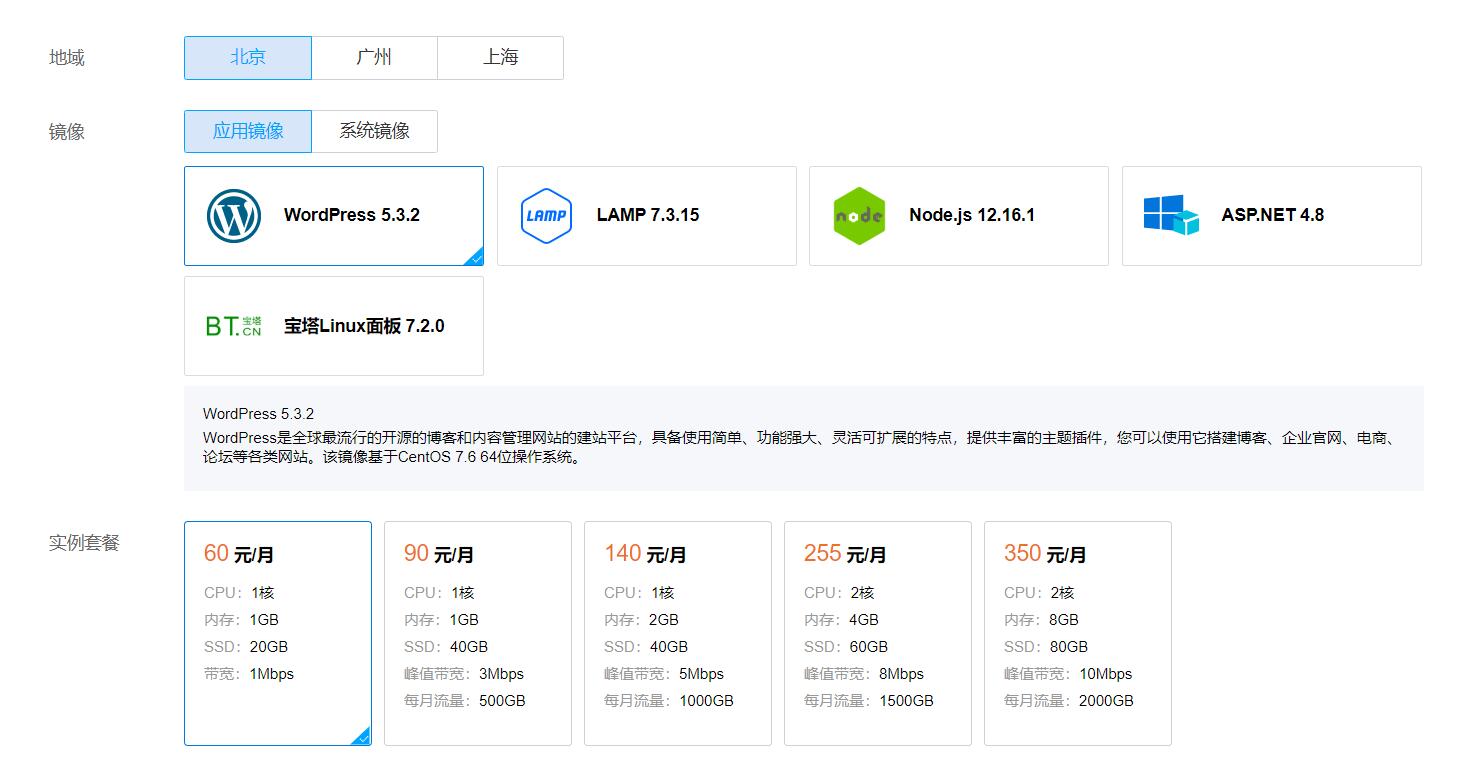 地域
北京 广州 上海
镜像
应用镜像 系统镜像
WordPress 5.3.2
LAMP
LAMP 7.3.15
node
Node.js 12.16.1
ASP.NET 4.8
BT.宝塔CN
宝塔Linux面板 7.2.0
WordPress 5.3.2
WordPress是全球最流行的开源的博客和内容管理网站的建站平台，具备使用简单、功能强大、灵活可扩展的特点，提供丰富的主题插件，您可以使用它搭建博客、企业官网、电商、
论坛等各类网站。该镜像基于CentOS 7.6 64位操作系统。
实例套餐
60 元/月
CPU： 1核
内存： 1GB
SSD： 20GB
带宽： 1Mbps
90 元/月
CPU： 1核
内存： 1GB
SSD： 40GB
峰值带宽： 3Mbps
每月流量： 500GB
140 元/月
CPU： 1核
内存： 2GB
SSD： 40GB
峰值带宽： 5Mbps
每月流量： 1000GB
255 元/月
CPU： 2核
内存： 4GB
SSD： 60GB
峰值带宽： 8Mbps
每月流量： 1500GB
350 元/月
CPU： 2核
内存： 8GB
SSD： 80GB
峰值带宽： 10Mbps
每月流量： 2000GB